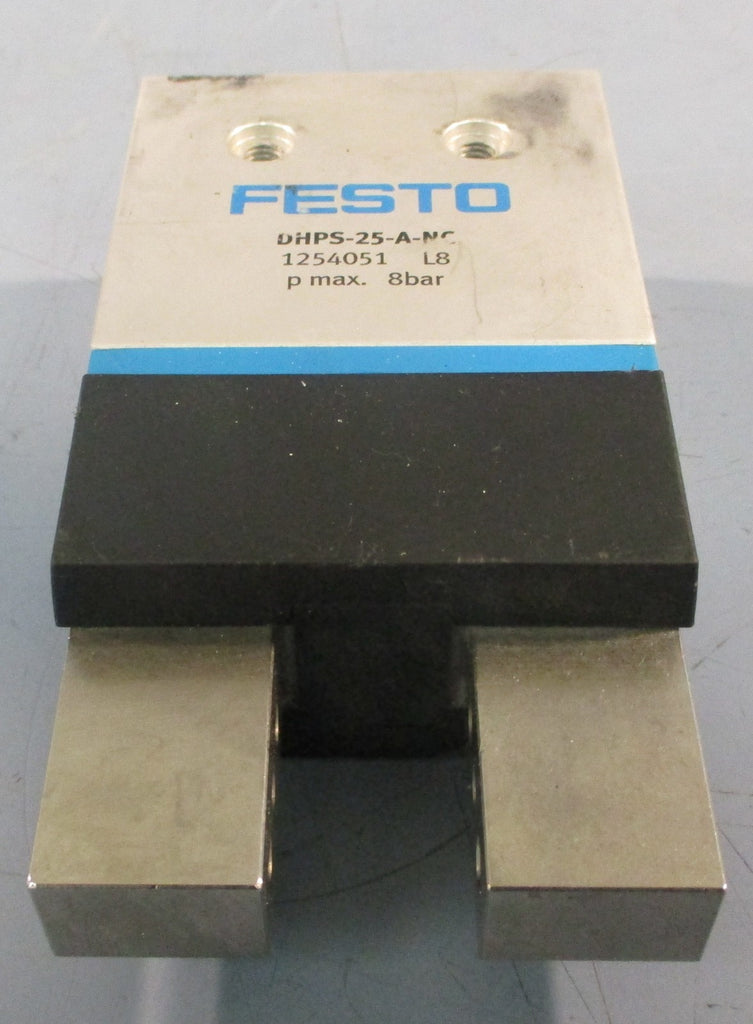 FESTO
DHPS-25-A-NC
1254051 L8
p max. 8bar